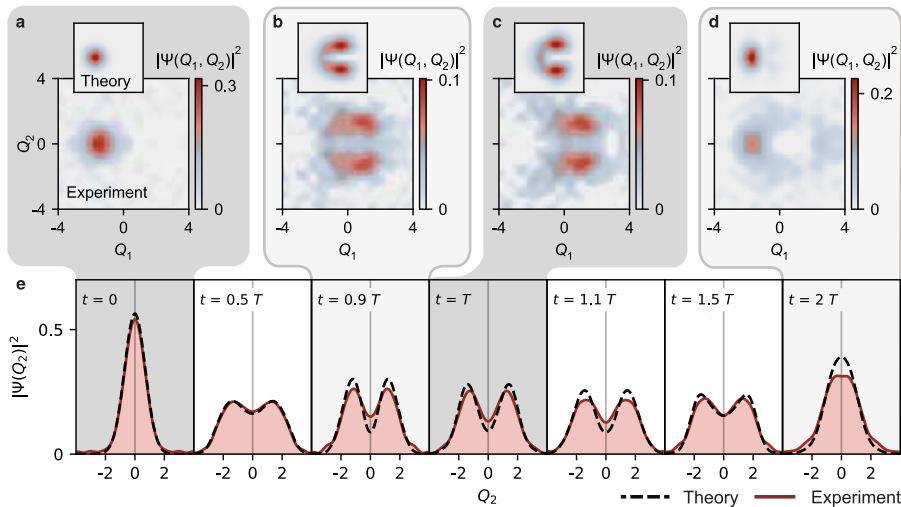 a
b
c
d
|Ψ(Q₁, Q₂)|²
|Ψ(Q₁, Q₂)|²
|Ψ(Q₁, Q₂)|²
|Ψ(Q₁, Q₂)|²
Theory
Experiment
4
0
-4
Q₂
-4 0 4
Q₁
0.3
0
-4 0 4
Q₁
0.1
0
-4 0 4
Q₁
0.1
0
-4 0 4
Q₁
0.2
0
e
t = 0
t = 0.5 T
t = 0.9 T
t = T
t = 1.1 T
t = 1.5 T
t = 2 T
|Ψ(Q₂)|²
0.5
0
-2 0 2
-2 0 2
-2 0 2
-2 0 2
-2 0 2
-2 0 2
-2 0 2
Q₂
Theory
Experiment